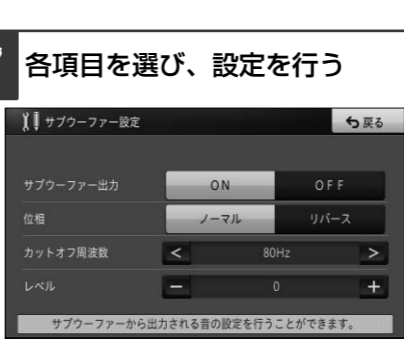 各項目を選び、設定を行う
サブウーファー設定 戻る
サブウーファー出力 ON OFF
位相 ノーマル リバース
カットオフ周波数 < 80Hz >
レベル − 0 +
サブウーファーから出力される音の設定を行うことができます。